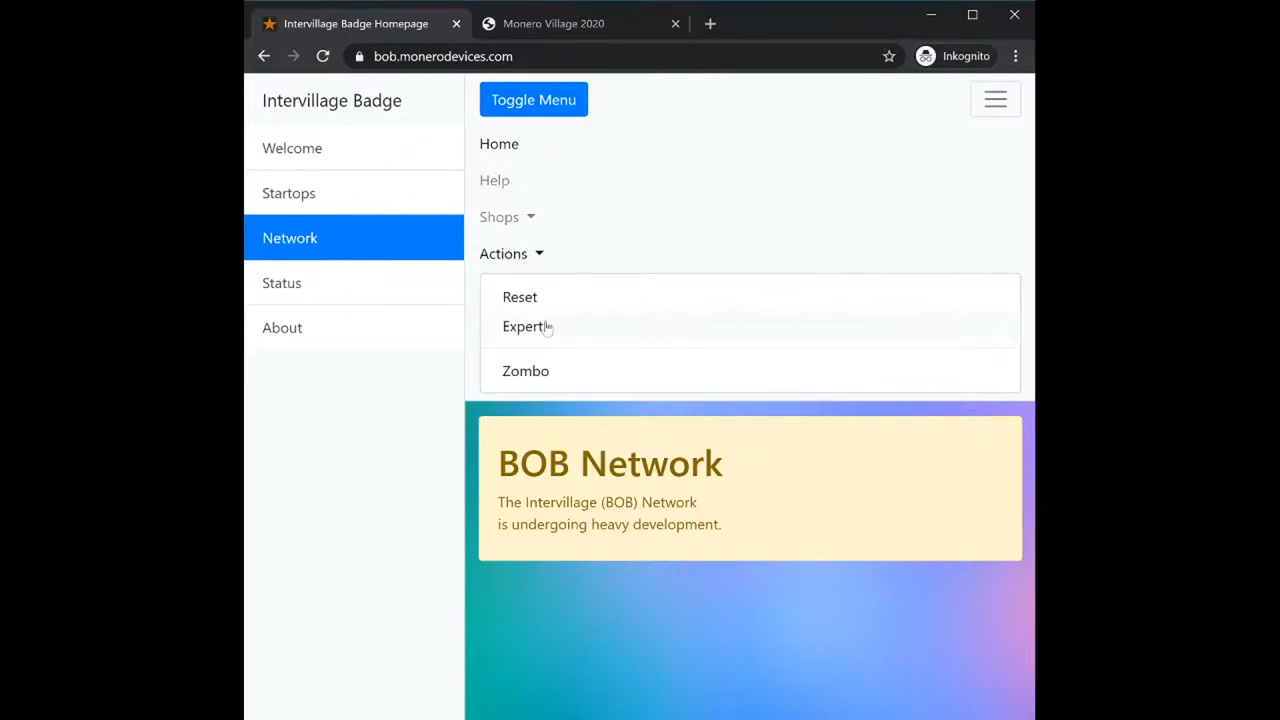 Intervillage Badge Homepage
Monero Village 2020
bob.monerodevices.com
Inkognito
Intervillage Badge
Welcome
Startops
Network
Status
About
Toggle Menu
Home
Help
Shops
Actions
Reset
Expert
Zombo
BOB Network
The Intervillage (BOB) Network
is undergoing heavy development.